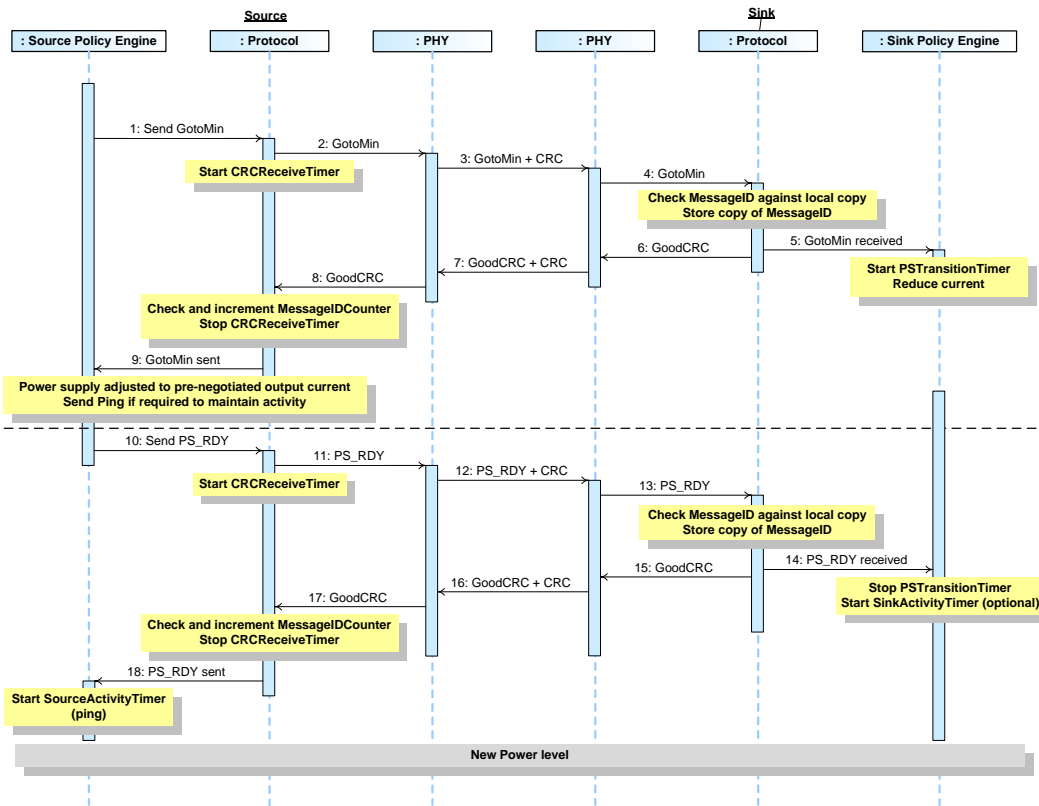 Source
Sink
: Source Policy Engine
: Protocol
: PHY
: PHY
: Protocol
: Sink Policy Engine
1: Send GotoMin
2: GotoMin
Start CRCReceiveTimer
3: GotoMin + CRC
4: GotoMin
Check MessageID against local copy
Store copy of MessageID
5: GotoMin received
6: GoodCRC
7: GoodCRC + CRC
8: GoodCRC
Start PSTransitionTimer
Reduce current
Check and increment MessageIDCounter
Stop CRCReceiveTimer
9: GotoMin sent
Power supply adjusted to pre-negotiated output current
Send Ping if required to maintain activity
10: Send PS_RDY
11: PS_RDY
Start CRCReceiveTimer
12: PS_RDY + CRC
13: PS_RDY
Check MessageID against local copy
Store copy of MessageID
14: PS_RDY received
15: GoodCRC
16: GoodCRC + CRC
17: GoodCRC
Stop PSTransitionTimer
Start SinkActivityTimer (optional)
Check and increment MessageIDCounter
Stop CRCReceiveTimer
18: PS_RDY sent
Start SourceActivityTimer
(ping)
New Power level